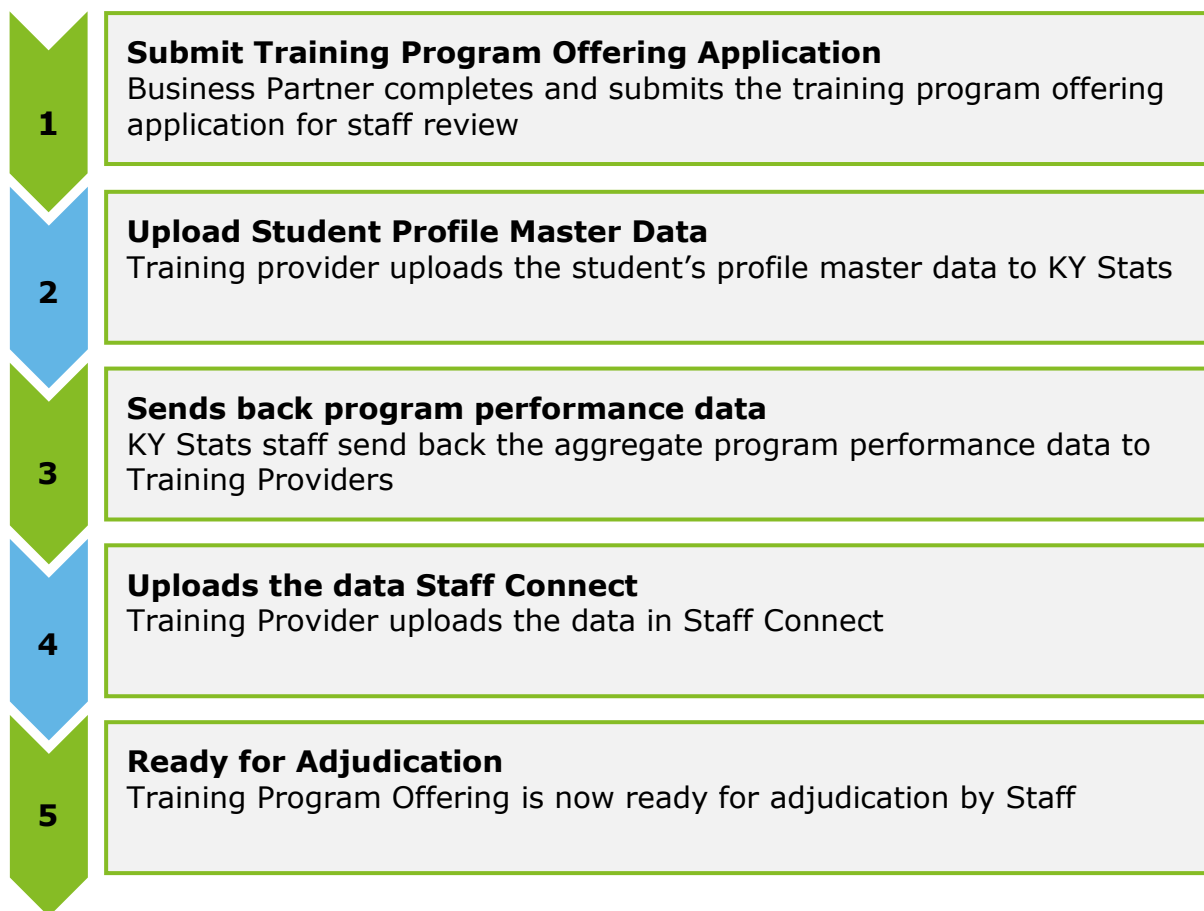 1
Submit Training Program Offering Application
Business Partner completes and submits the training program offering
application for staff review
2
Upload Student Profile Master Data
Training provider uploads the student’s profile master data to KY Stats
3
Sends back program performance data
KY Stats staff send back the aggregate program performance data to
Training Providers
4
Uploads the data Staff Connect
Training Provider uploads the data in Staff Connect
5
Ready for Adjudication
Training Program Offering is now ready for adjudication by Staff